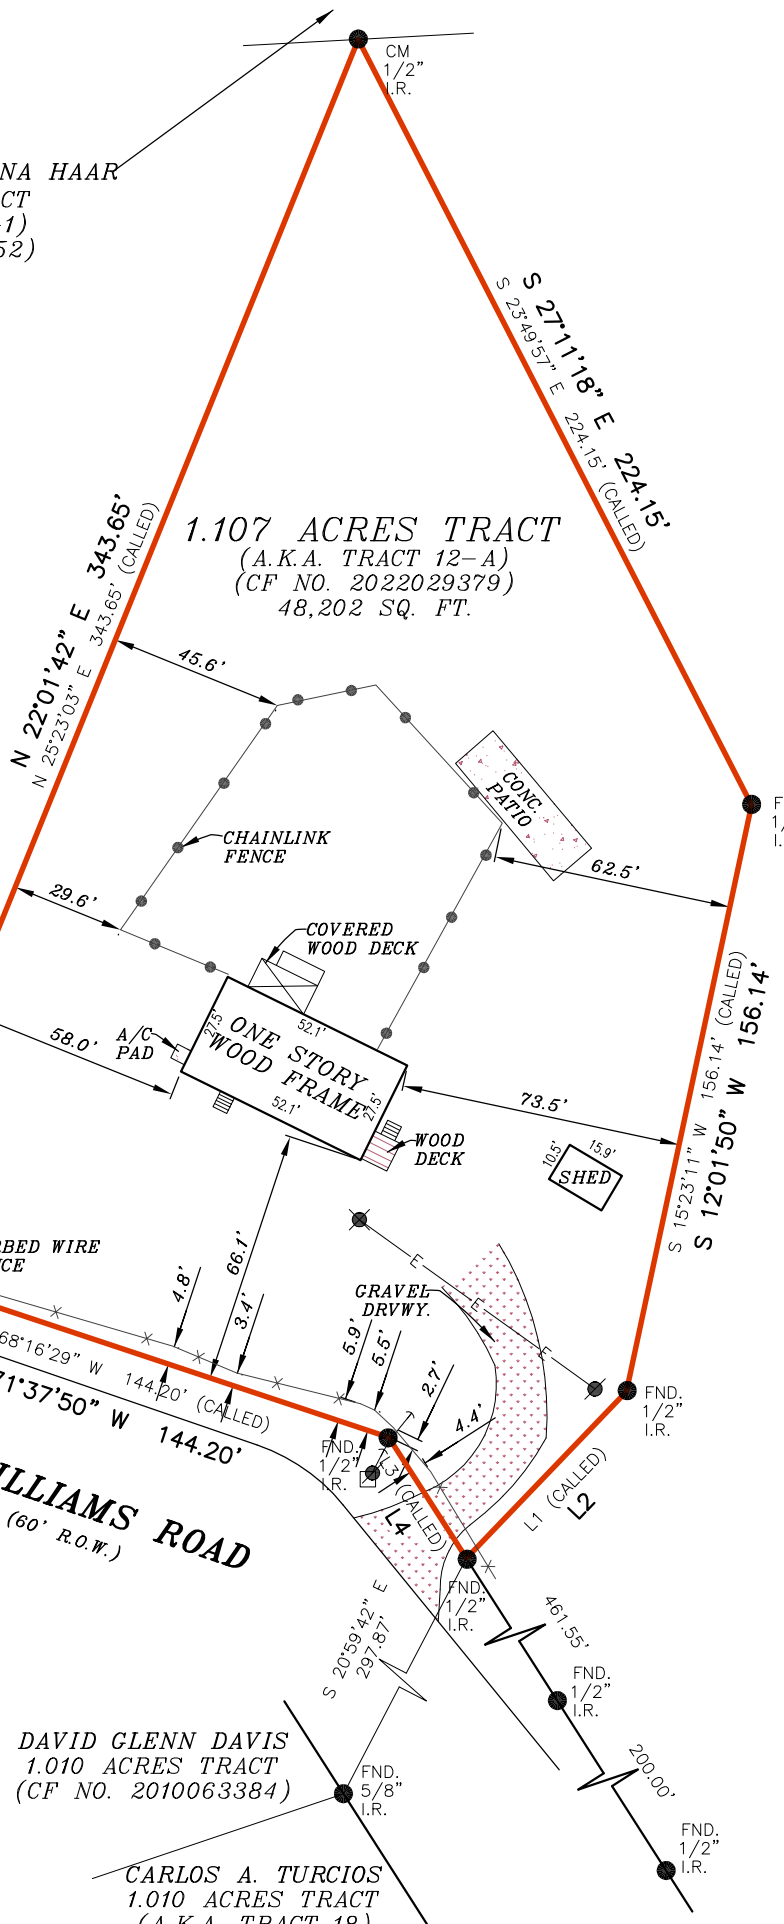 CM
1/2"
I.R.
NA HAAR
CT
-1)
52)
S 27°11'18" E 224.15'
S 23°49'57" E 224.15' (CALLED)
N 22°01'42" E 343.65'
N 25°23'03" E 343.65' (CALLED)
1.107 ACRES TRACT
(A.K.A. TRACT 12-A)
(CF NO. 2022029379)
48,202 SQ. FT.
45.6'
CONC.
PATIO
F
1/
I.
CHAINLINK
FENCE
62.5'
29.6'
COVERED
WOOD DECK
58.0'
A/C
PAD
27.5'
52.1'
ONE STORY
WOOD FRAME
52.1'
27.5'
73.5'
WOOD
DECK
10.5'
15.9'
SHED
S 15°23'11" W 156.14' (CALLED)
S 12°01'50" W 156.14'
RBED WIRE
CE
4.8'
66.1'
3.4'
5.9'
5.5'
2.7'
4.4'
GRAVEL
DRVWY.
E
E
E
68°16'29" W 144.20' (CALLED)
71°37'50" W 144.20'
FND.
1/2"
I.R.
FND.
1/2"
I.R.
L3 (CALLED)
L4
L1 (CALLED)
L2
ILLIAMS ROAD
(60' R.O.W.)
FND.
1/2"
I.R.
S 20°59'42" E
297.87'
461.55'
FND.
1/2"
I.R.
200.00'
DAVID GLENN DAVIS
1.010 ACRES TRACT
(CF NO. 2010063384)
FND.
5/8"
I.R.
FND.
1/2"
I.R.
CARLOS A. TURCIOS
1.010 ACRES TRACT
(A.K.A. TRACT 18)